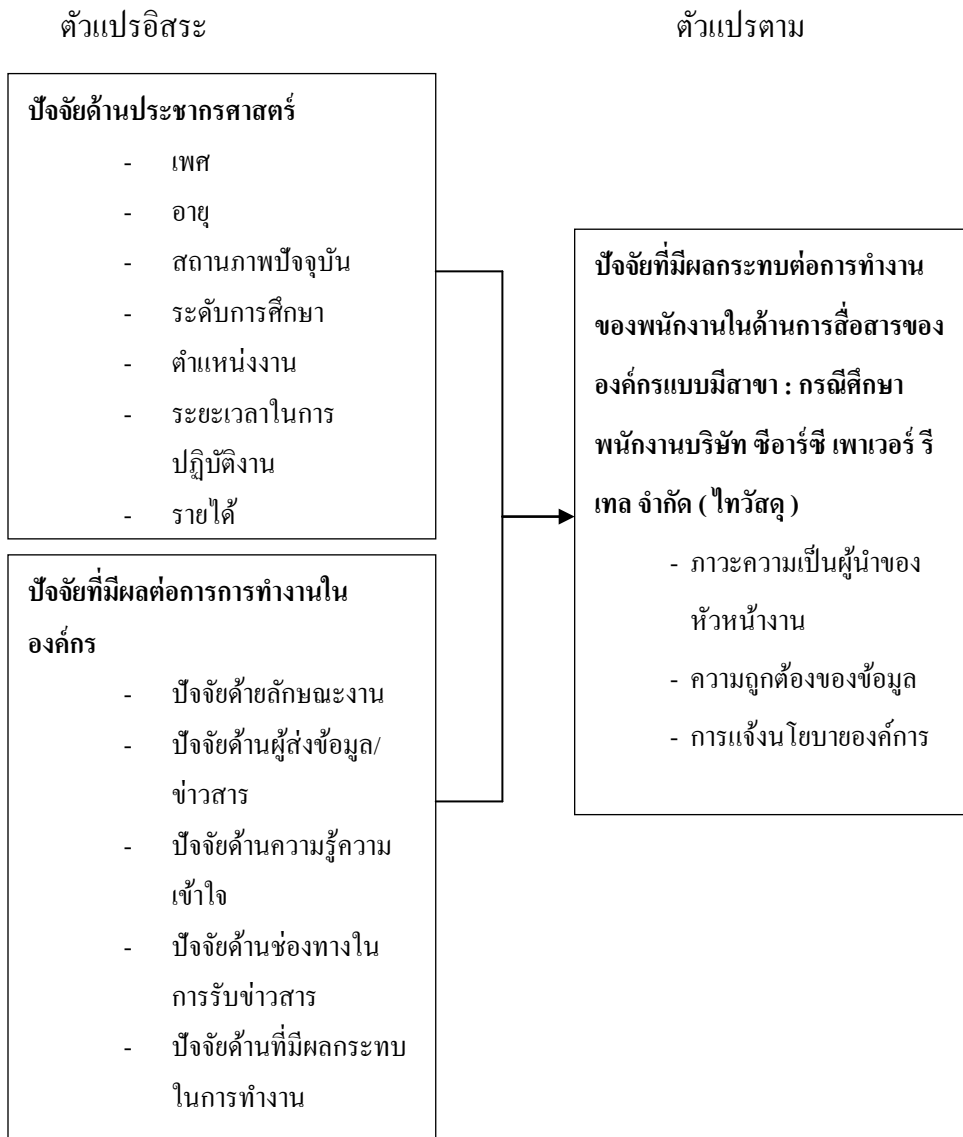 ตัวแปรอิสระ
ตัวแปรตาม
ปัจจัยด้านประชากรศาสตร์
- เพศ
- อายุ
- สถานภาพปัจจุบัน
- ระดับการศึกษา
- ตำแหน่งงาน
- ระยะเวลาในการ
ปฏิบัติงาน
- รายได้
ปัจจัยที่มีผลต่อการการทำงานใน
องค์กร
- ปัจจัยด้ายลักษณะงาน
- ปัจจัยด้านผู้ส่งข้อมูล/
ข่าวสาร
- ปัจจัยด้านความรู้ความ
เข้าใจ
- ปัจจัยด้านช่องทางใน
การรับข่าวสาร
- ปัจจัยด้านที่มีผลกระทบ
ในการทำงาน
ปัจจัยที่มีผลกระทบต่อการทำงาน
ของพนักงานในด้านการสื่อสารของ
องค์กรแบบมีสาขา : กรณีศึกษา
พนักงานบริษัท ซีอาร์ซี เพาเวอร์ รี
เทล จำกัด ( ไทวัสดุ )
- ภาวะความเป็นผู้นำของ
หัวหน้างาน
- ความถูกต้องของข้อมูล
- การแจ้งนโยบายองค์การ